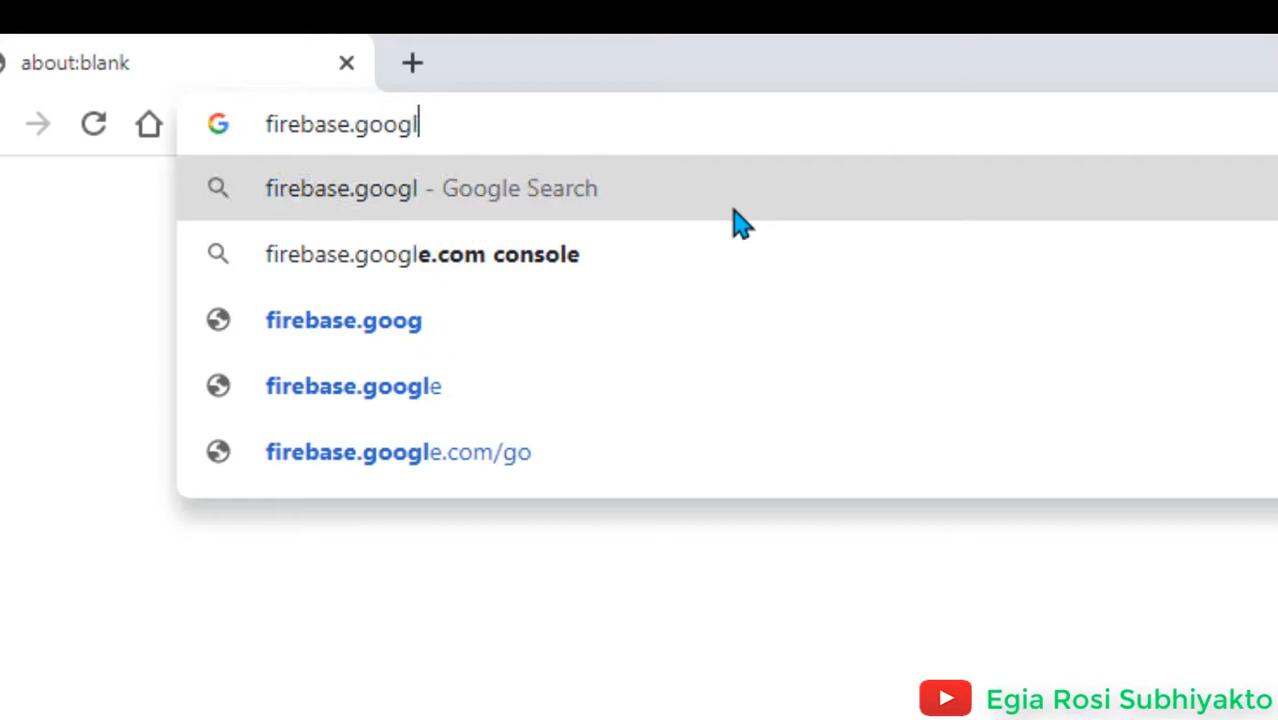 about:blank
firebase.googl
firebase.googl - Google Search
firebase.google.com console
firebase.goog
firebase.google
firebase.google.com/go
Egia Rosi Subhiyakto